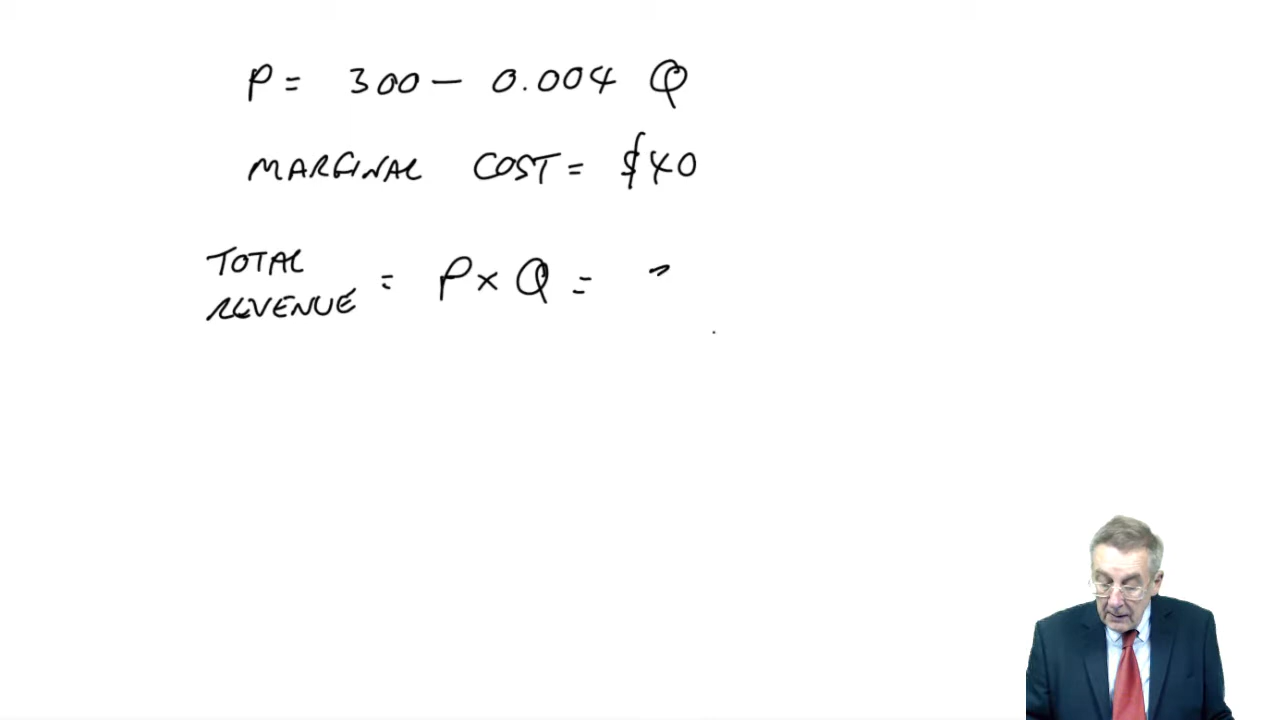 P = 300 - 0.004 Q
MARGINAL COST = $40
TOTAL REVENUE = P x Q =